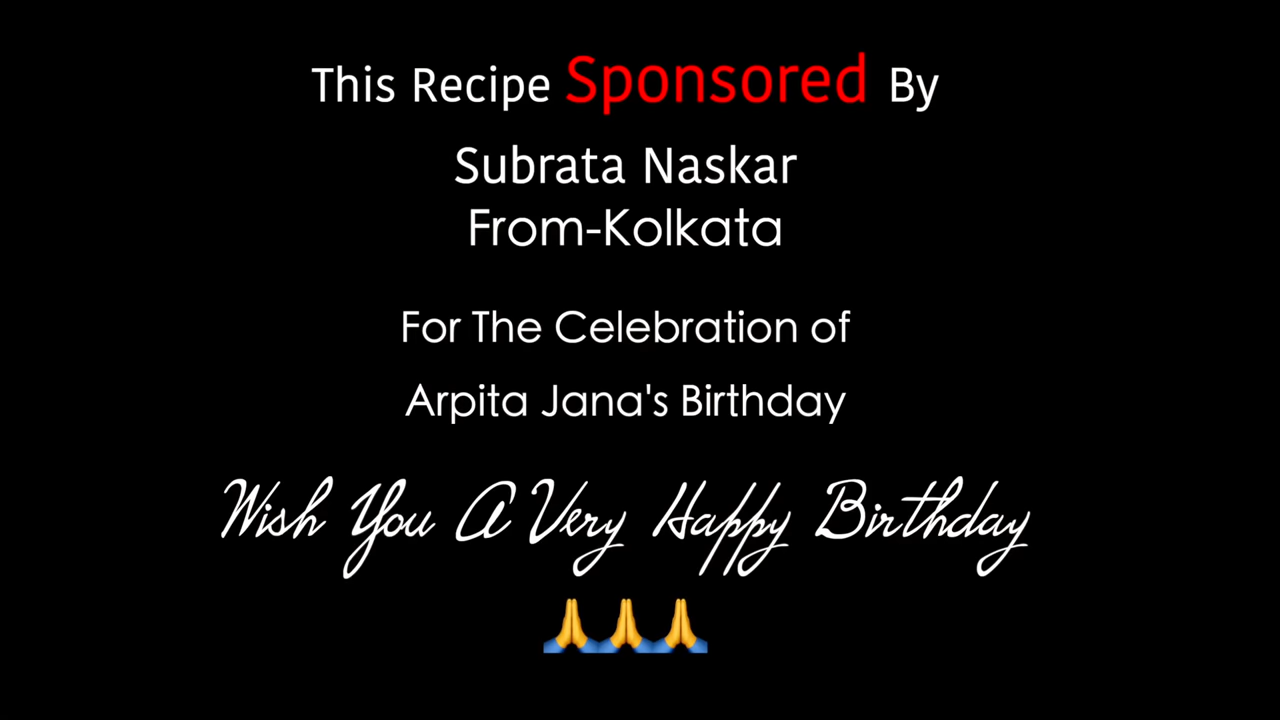 This Recipe Sponsored By
Subrata Naskar
From-Kolkata
For The Celebration of
Arpita Jana's Birthday
Wish You A Very Happy Birthday
🙏🙏🙏